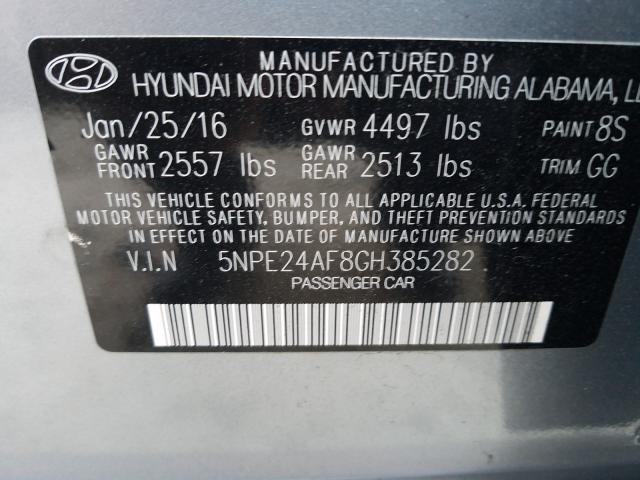 MANUFACTURED BY
HYUNDAI MOTOR MANUFACTURING ALABAMA,
Jan/25/16 GVWR 4497 lbs PAINT 8S
GAWR FRONT 2557 lbs GAWR REAR 2513 lbs TRIM GG
THIS VEHICLE CONFORMS TO ALL APPLICABLE U.S.A. FEDERAL
MOTOR VEHICLE SAFETY, BUMPER, AND THEFT PREVENTION STANDARDS
IN EFFECT ON THE DATE OF MANUFACTURE SHOWN ABOVE
V.I.N 5NPE24AF8GH385282
PASSENGER CAR